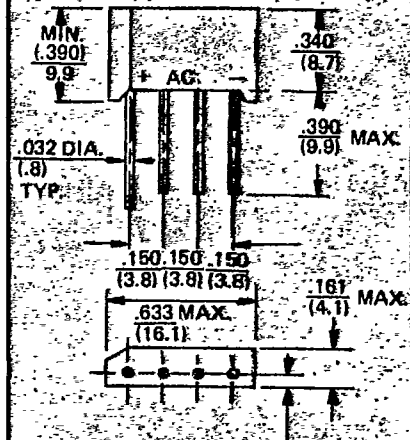 MIN.
(.390)
9.9
.340
(8.7)
+ AC. −
.390 MAX.
(9.9)
.032 DIA.
(.8)
TYP.
.150 .150 .150
(3.8) (3.8) (3.8)
.161 MAX.
(4.1)
.633 MAX.
(16.1)